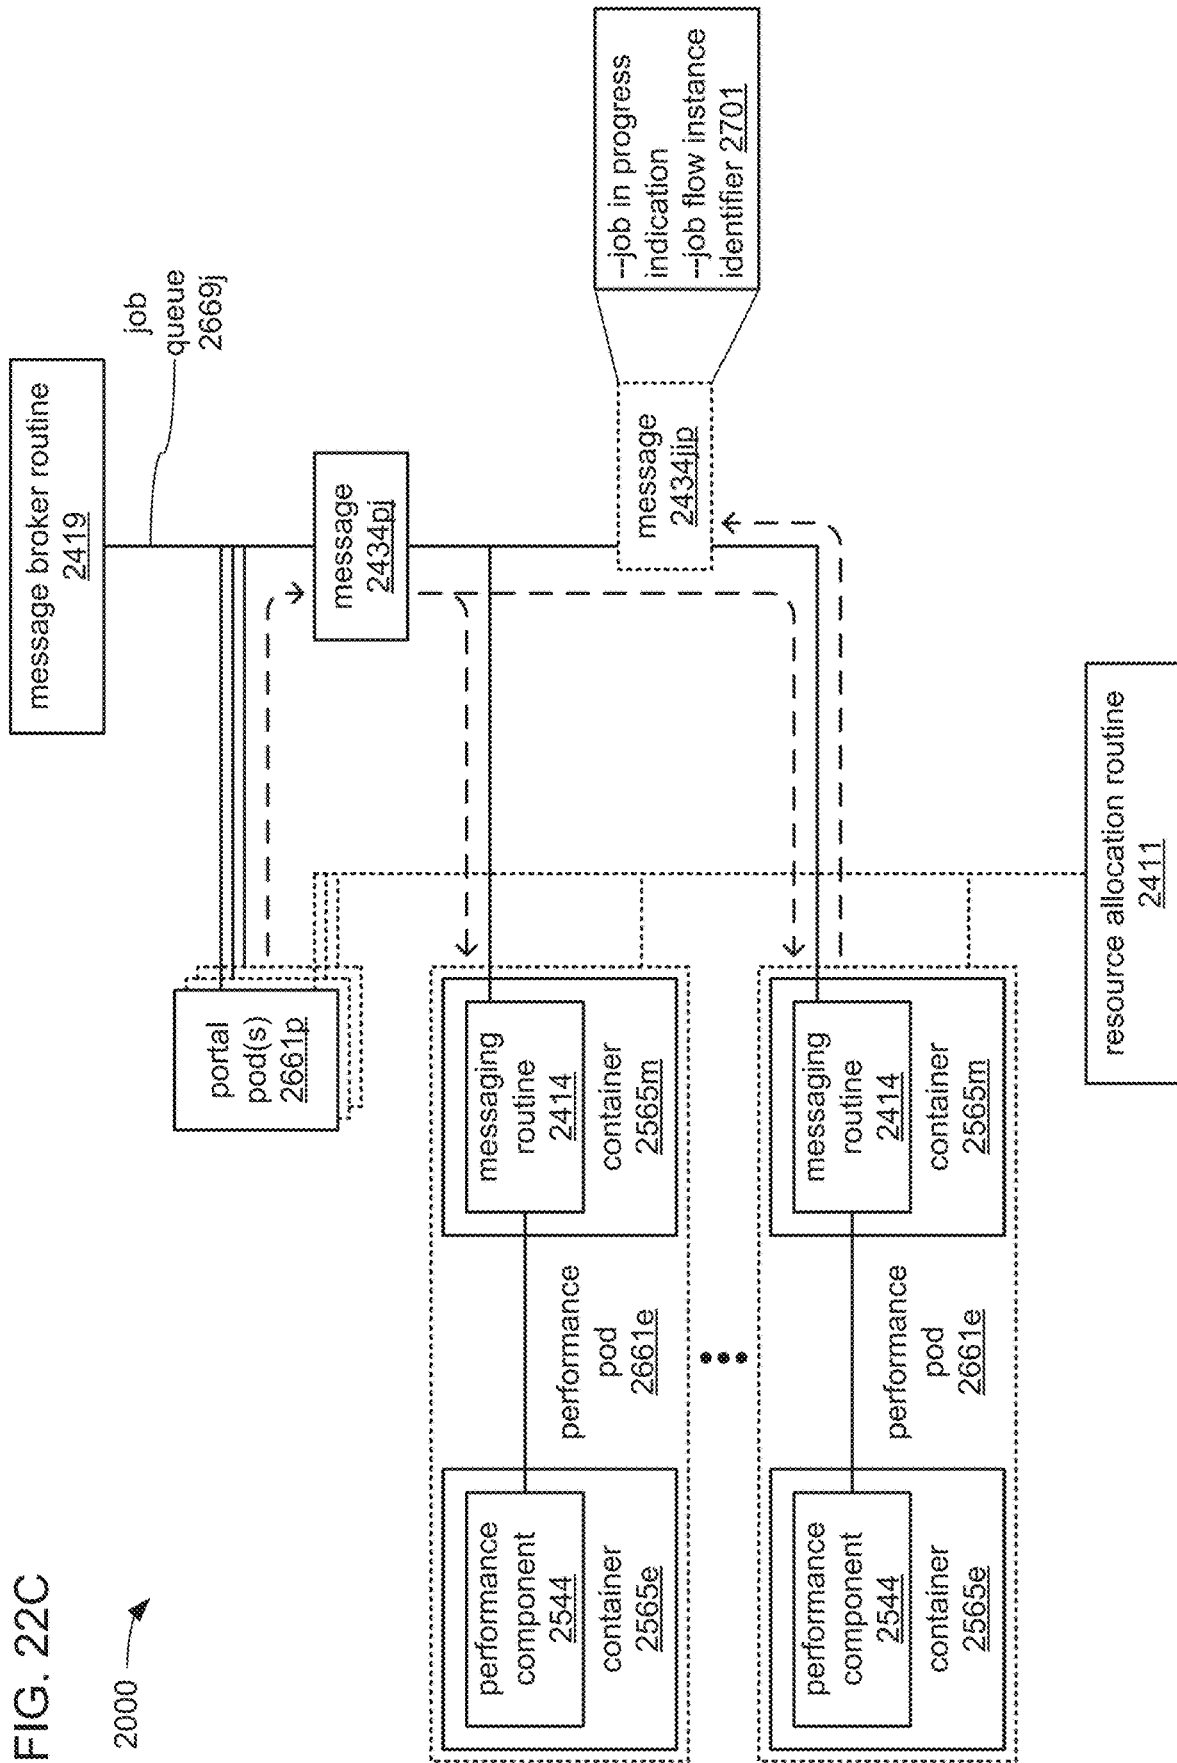 FIG. 22C
2000
message broker routine
2419
job
queue
2669j
portal
pod(s)
2661p
message
2434pj
message
2434jip
--job in progress
indication
--job flow instance
identifier 2701
performance
component
2544
container
2565e
performance
pod
2661e
messaging
routine
2414
container
2565m
performance
component
2544
container
2565e
performance
pod
2661e
messaging
routine
2414
container
2565m
resource allocation routine
2411